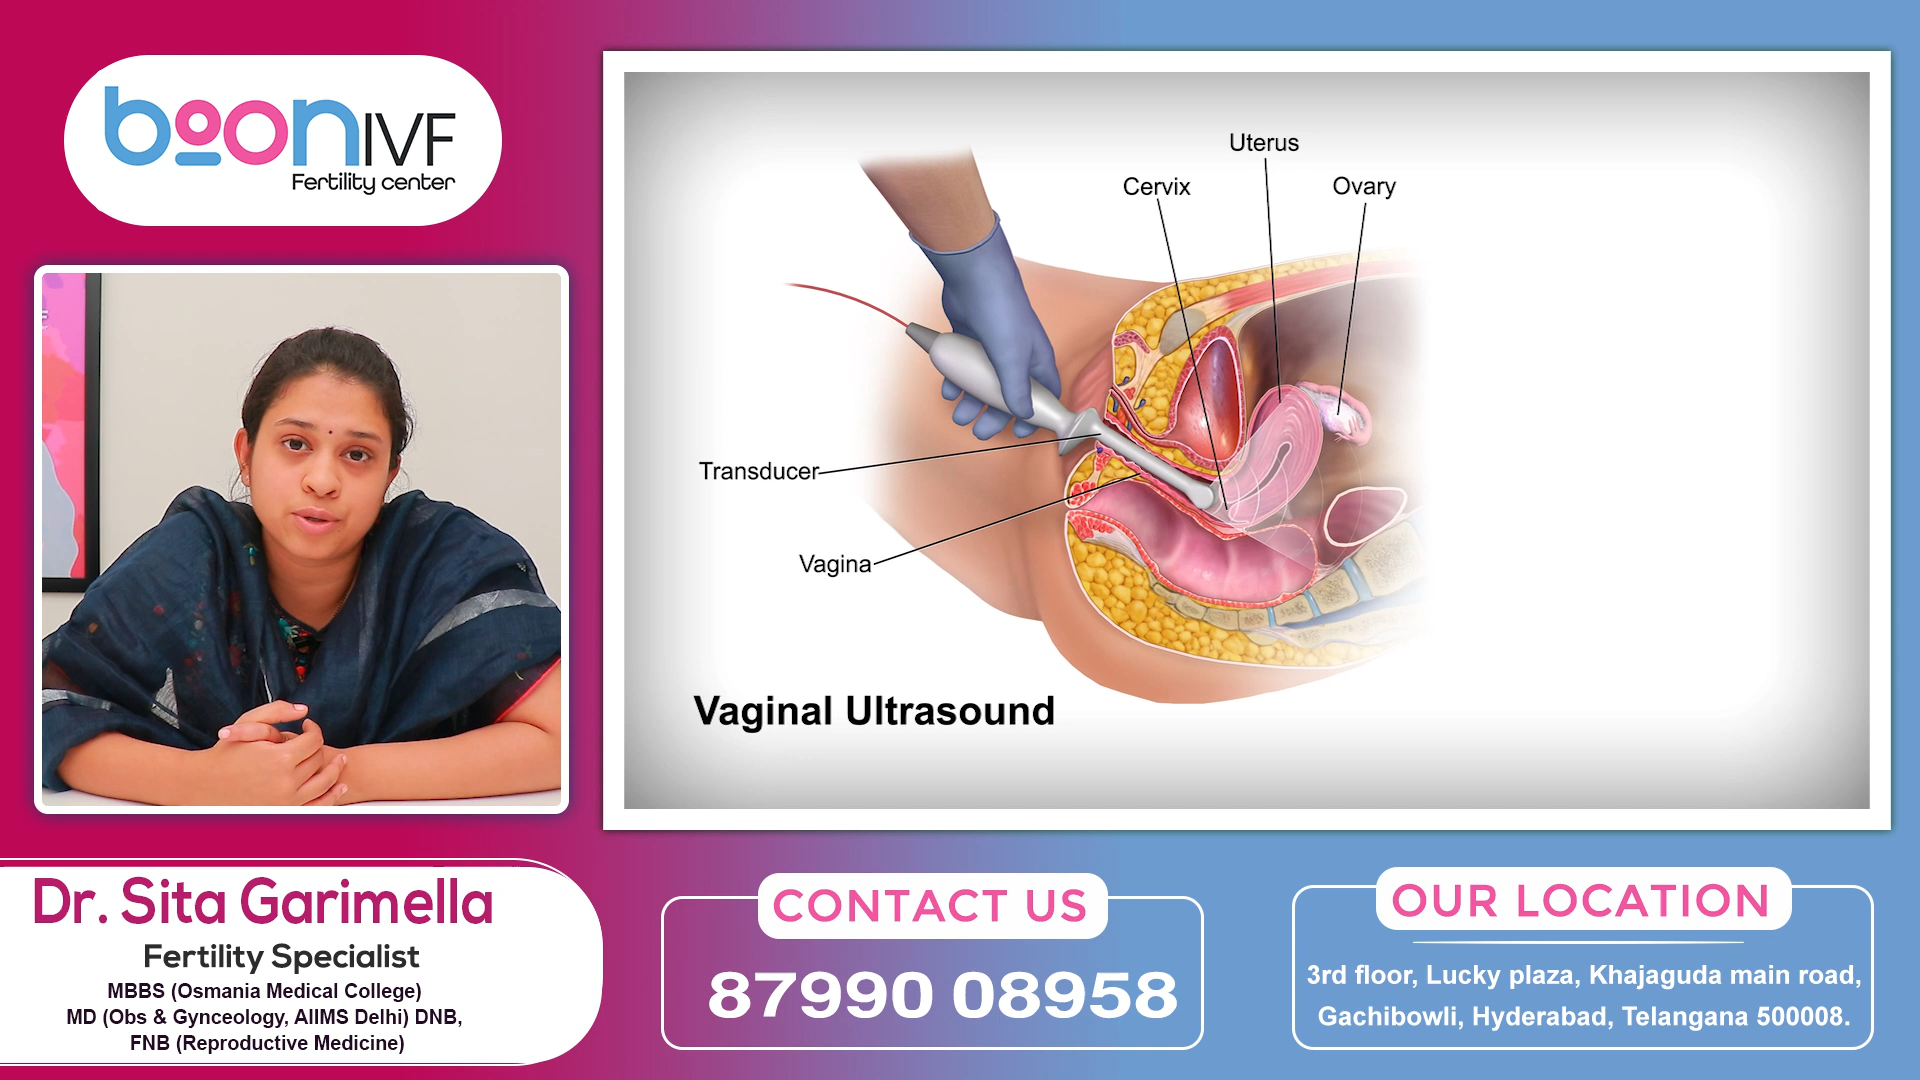 boon IVF
Fertility center
Uterus
Cervix
Ovary
Transducer
Vagina
Vaginal Ultrasound
Dr. Sita Garimella
Fertility Specialist
MBBS (Osmania Medical College)
MD (Obs & Gynceology, AIIMS Delhi) DNB,
FNB (Reproductive Medicine)
CONTACT US
87990 08958
OUR LOCATION
3rd floor, Lucky plaza, Khajaguda main road,
Gachibowli, Hyderabad, Telangana 500008.